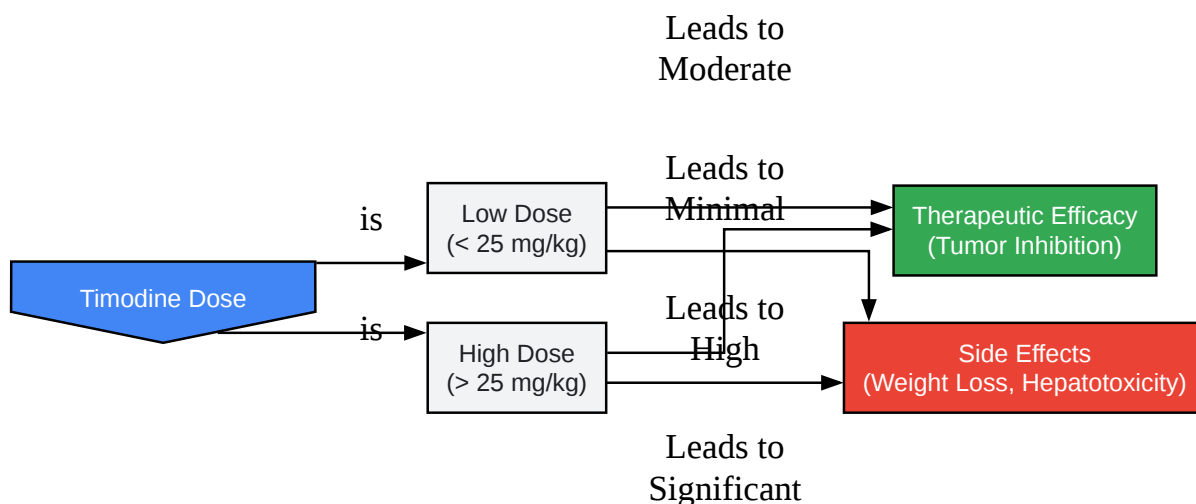 Leads to
Moderate
Leads to
Minimal
is
Low Dose
(< 25 mg/kg)
Therapeutic Efficacy
(Tumor Inhibition)
Timodine Dose
is
Leads to
High
High Dose
(> 25 mg/kg)
Side Effects
(Weight Loss, Hepatotoxicity)
Leads to
Significant